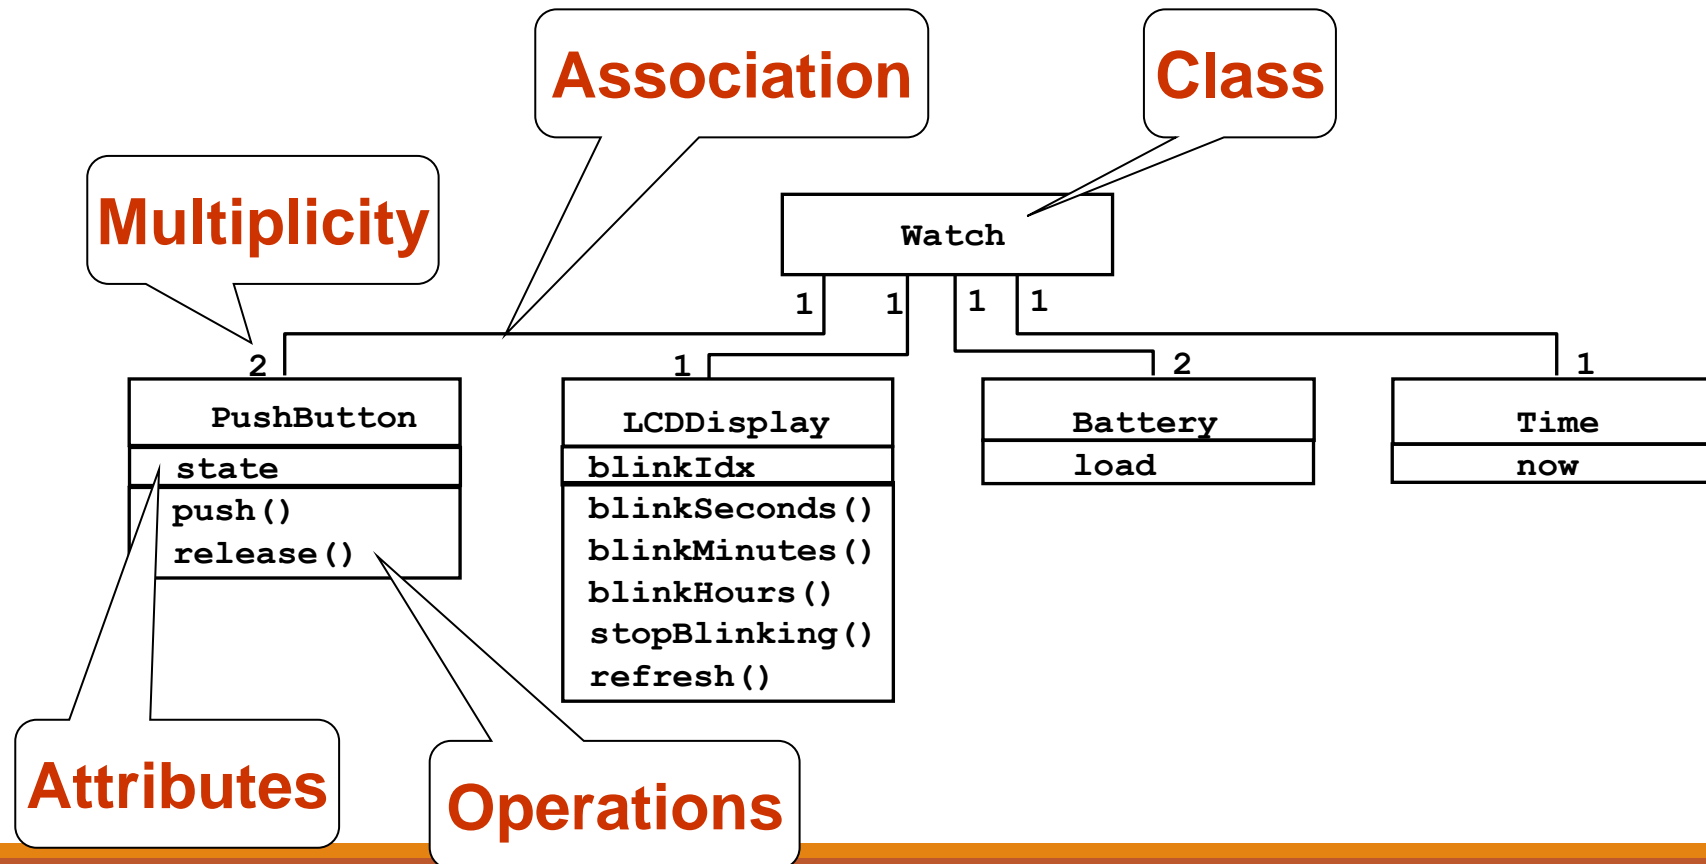 Association
Class
Multiplicity
Watch
1 1 1 1
2 1 2 1
PushButton
state
push()
release()
LCDDisplay
blinkIdx
blinkSeconds()
blinkMinutes()
blinkHours()
stopBlinking()
refresh()
Battery
load
Time
now
Attributes
Operations